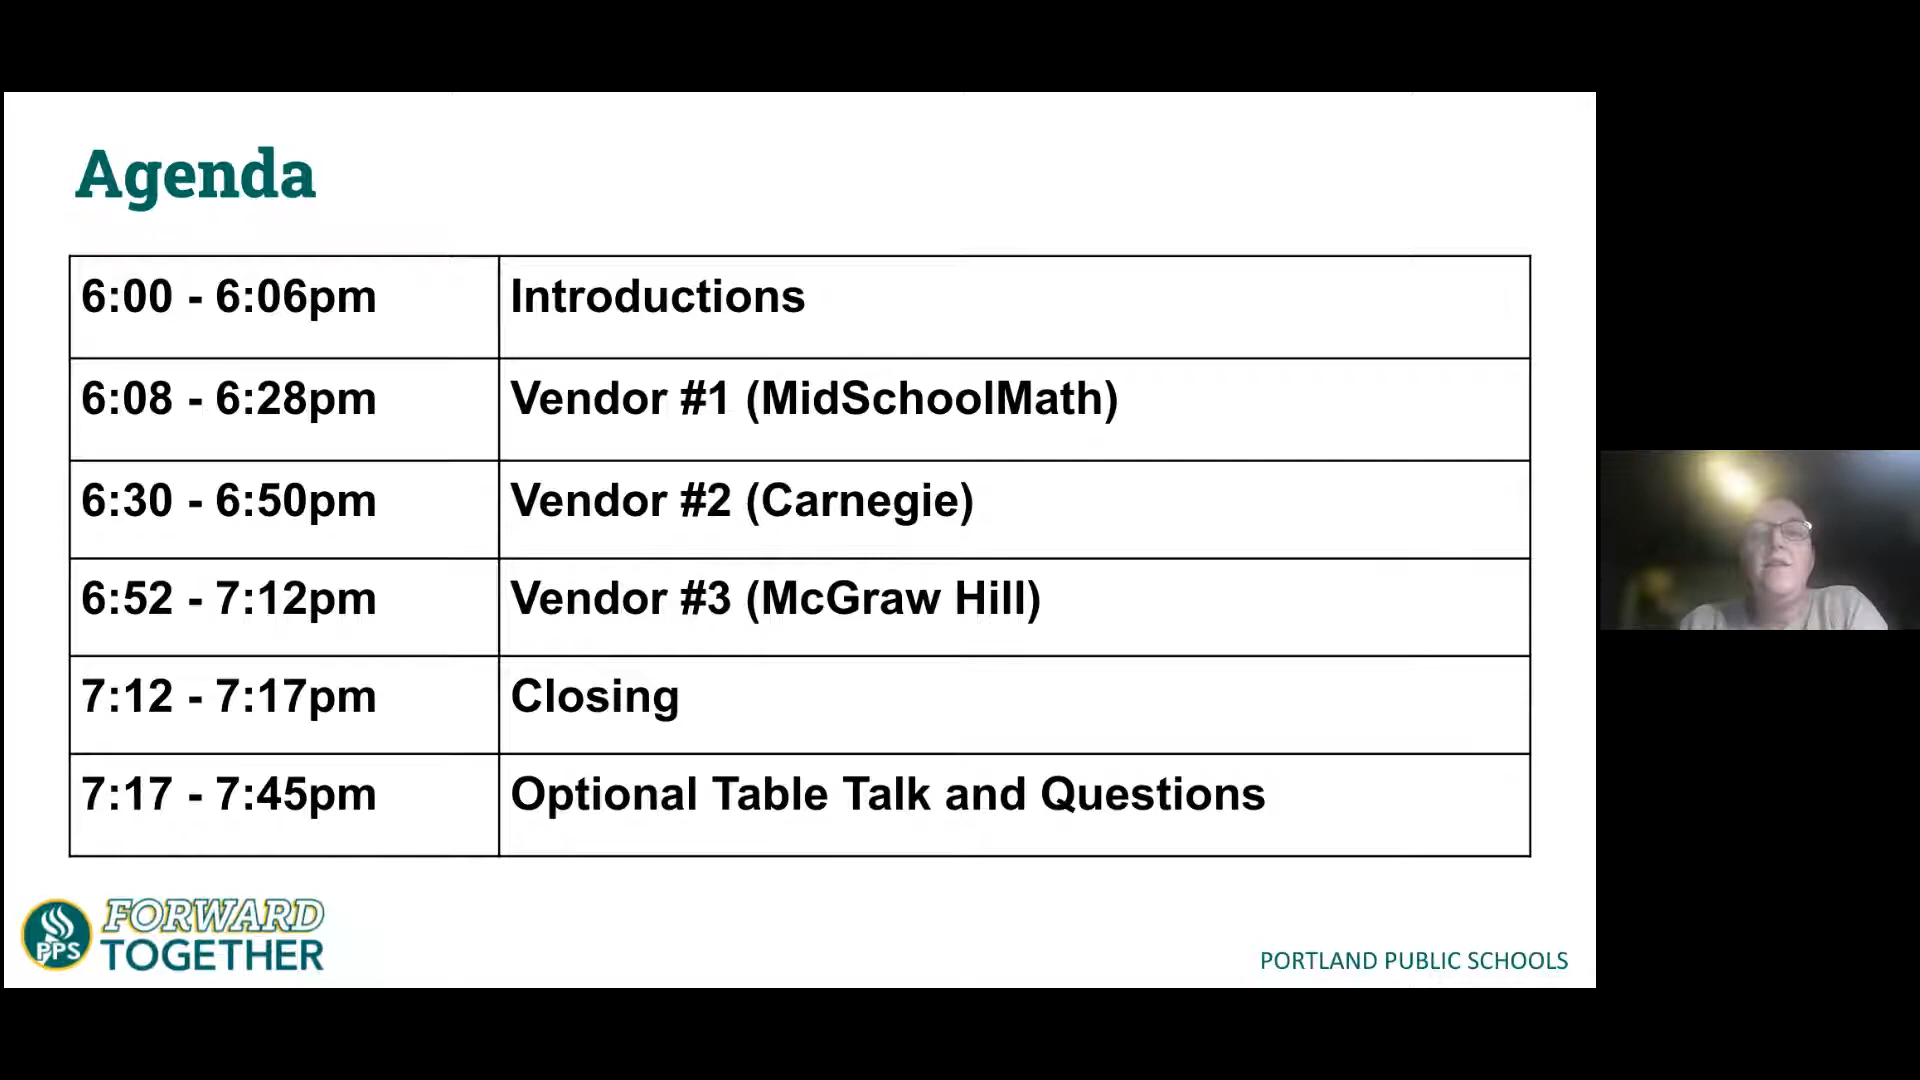 Agenda
6:00 - 6:06pm Introductions
6:08 - 6:28pm Vendor #1 (MidSchoolMath)
6:30 - 6:50pm Vendor #2 (Carnegie)
6:52 - 7:12pm Vendor #3 (McGraw Hill)
7:12 - 7:17pm Closing
7:17 - 7:45pm Optional Table Talk and Questions
PPS
FORWARD
TOGETHER
PORTLAND PUBLIC SCHOOLS